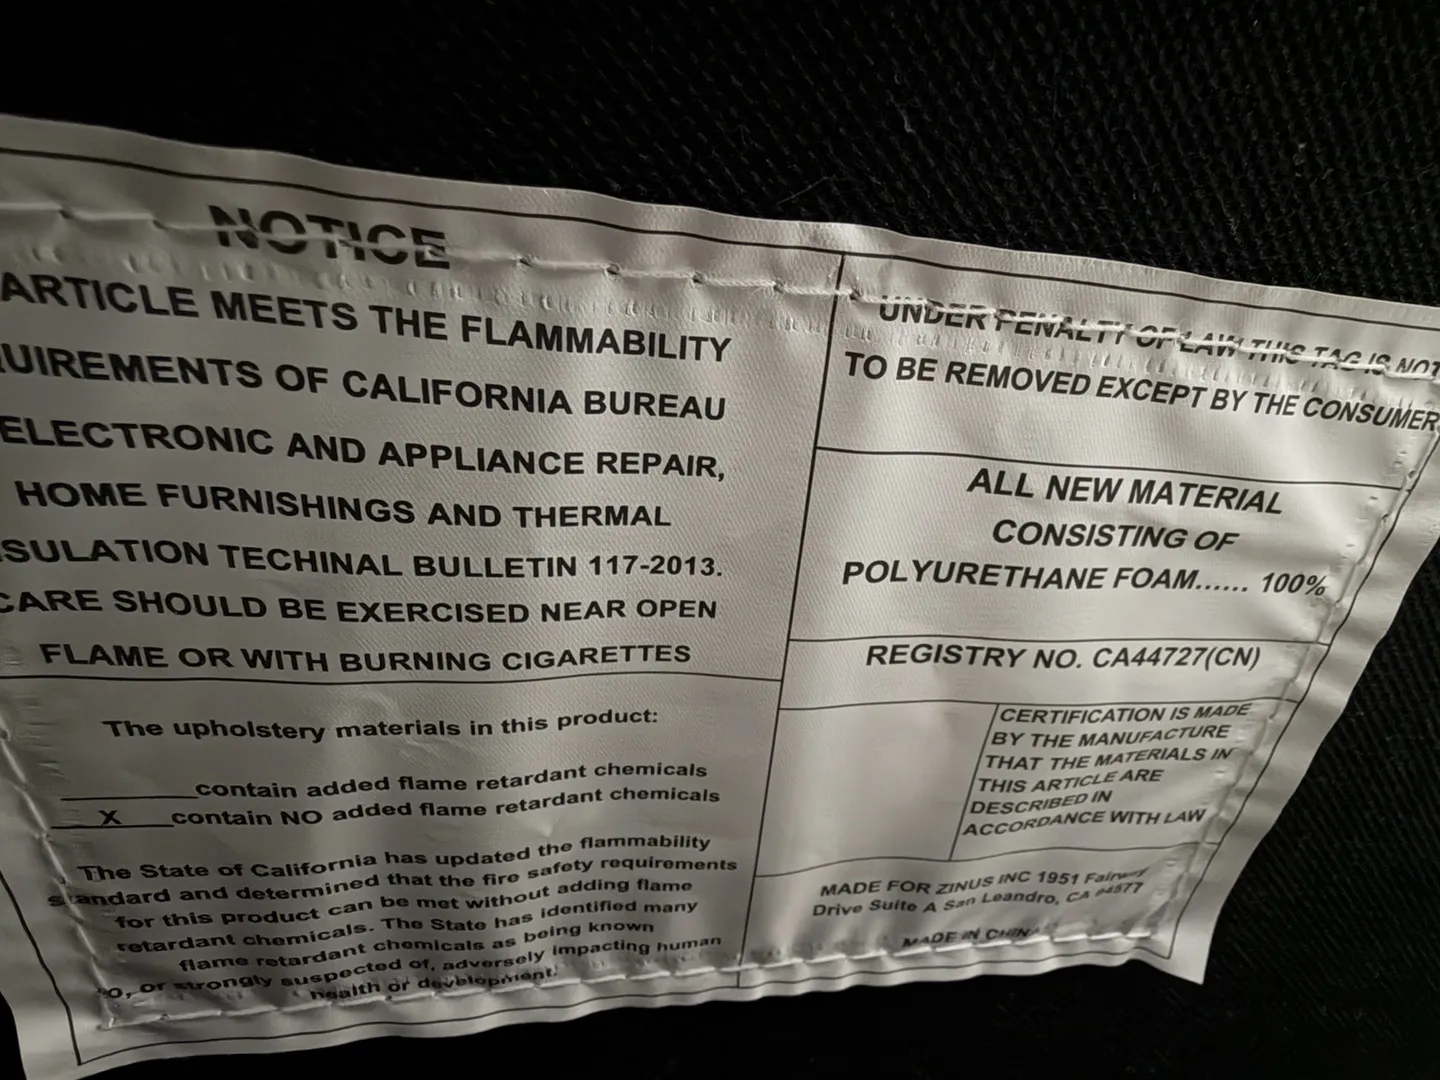 NOTICE
ARTICLE MEETS THE FLAMMABILITY
UIREMENTS OF CALIFORNIA BUREAU
ELECTRONIC AND APPLIANCE REPAIR,
HOME FURNISHINGS AND THERMAL
SULATION TECHINAL BULLETIN 117-2013.
CARE SHOULD BE EXERCISED NEAR OPEN
FLAME OR WITH BURNING CIGARETTES
The upholstery materials in this product:
________contain added flame retardant chemicals
___X___contain NO added flame retardant chemicals
The State of California has updated the flammability
standard and determined that the fire safety requirements
for this product can be met without adding flame
retardant chemicals. The State has identified many
flame retardant chemicals as being known
to, or strongly suspected of, adversely impacting human
health or development.
UNDER PENALTY OF LAW THIS TAG IS NOT
TO BE REMOVED EXCEPT BY THE CONSUMER
ALL NEW MATERIAL
CONSISTING OF
POLYURETHANE FOAM...... 100%
REGISTRY NO. CA44727(CN)
CERTIFICATION IS MADE
BY THE MANUFACTURE
THAT THE MATERIALS IN
THIS ARTICLE ARE
DESCRIBED IN
ACCORDANCE WITH LAW
MADE FOR ZINUS INC 1951 Fairway
Drive Suite A San Leandro, CA 94577
MADE IN CHINA